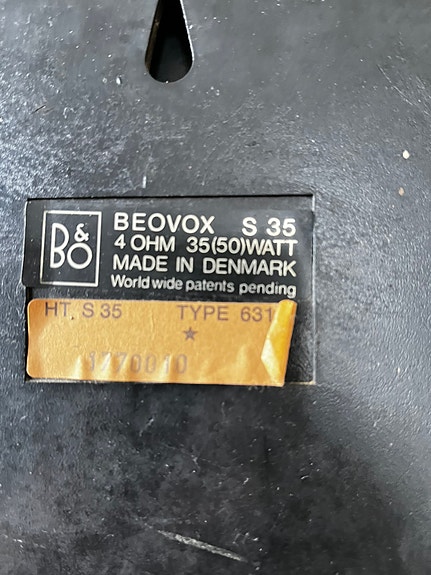 B&O
BEOVOX S 35
4 OHM 35(50)WATT
MADE IN DENMARK
World wide patents pending
HT. S 35 TYPE 631
★